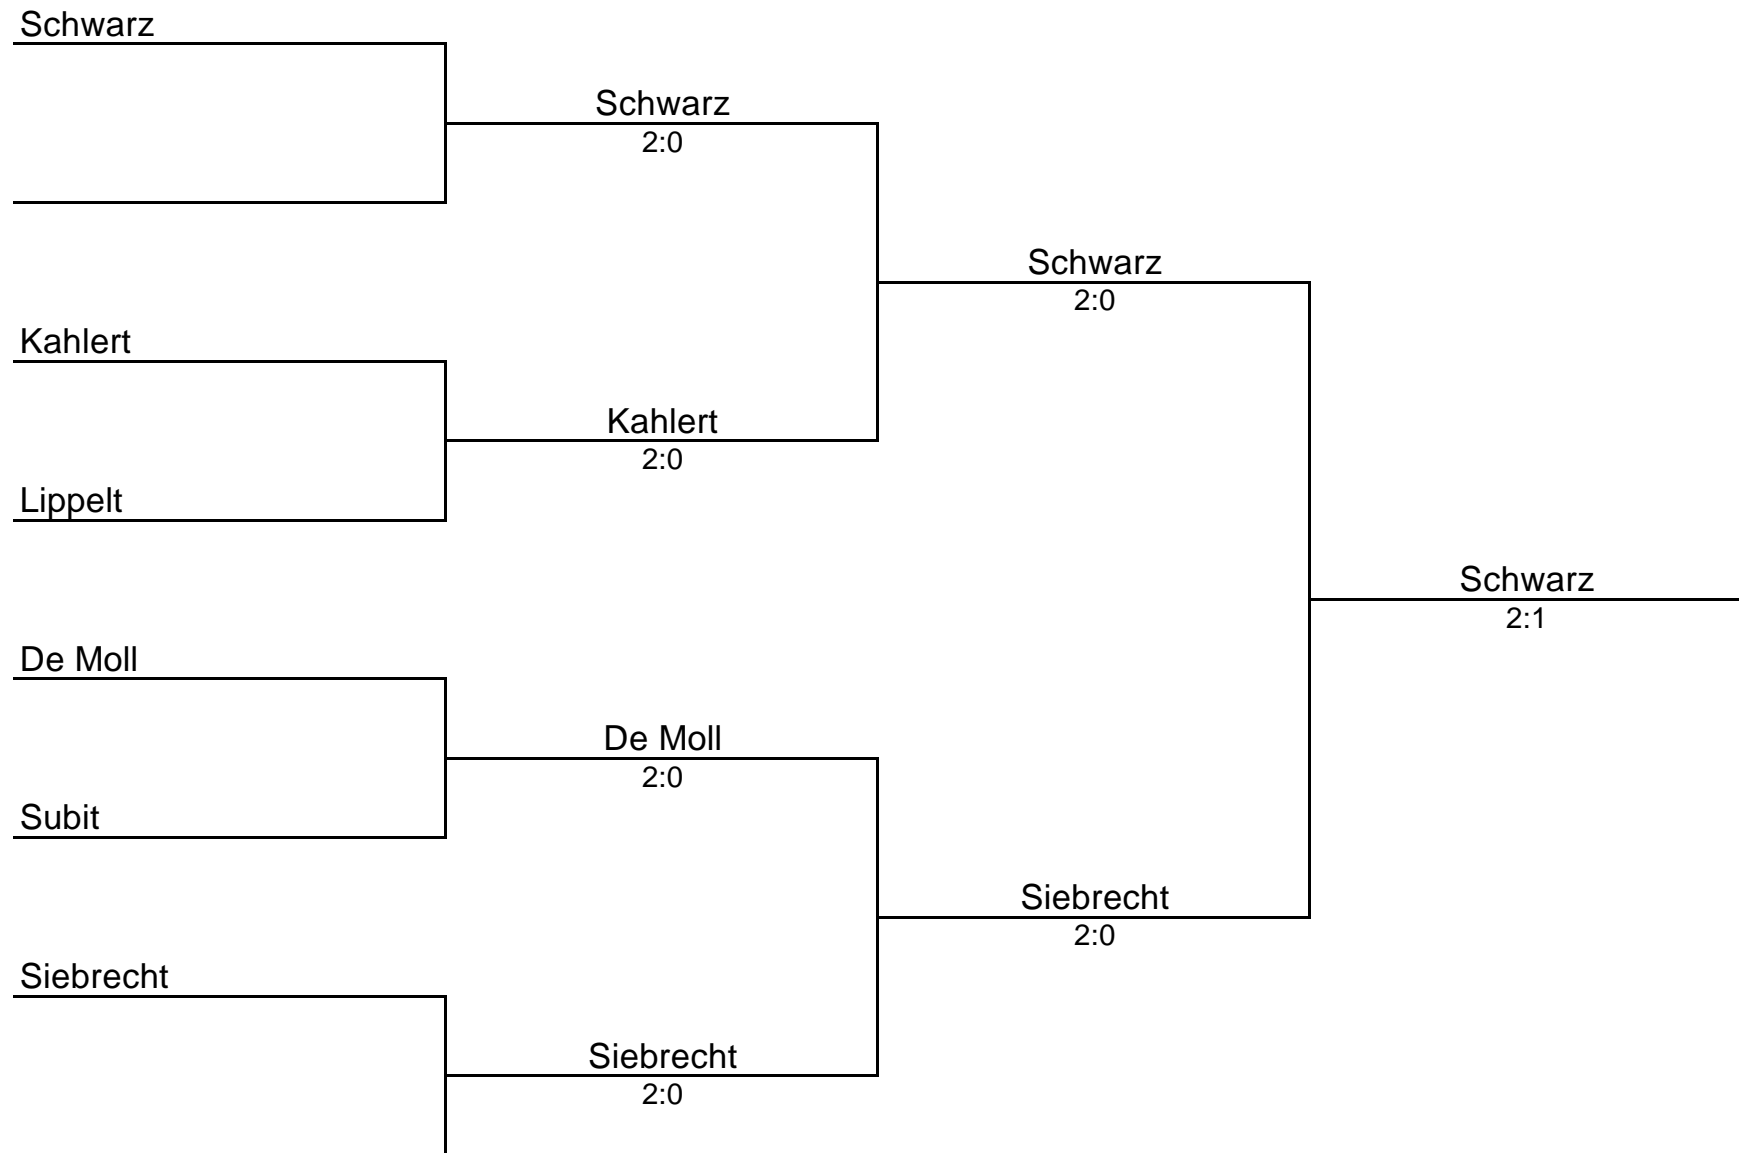 Schwarz
Schwarz
2:0
Schwarz
2:0
Kahlert
Kahlert
2:0
Lippelt
Schwarz
2:1
De Moll
De Moll
2:0
Subit
Siebrecht
2:0
Siebrecht
Siebrecht
2:0